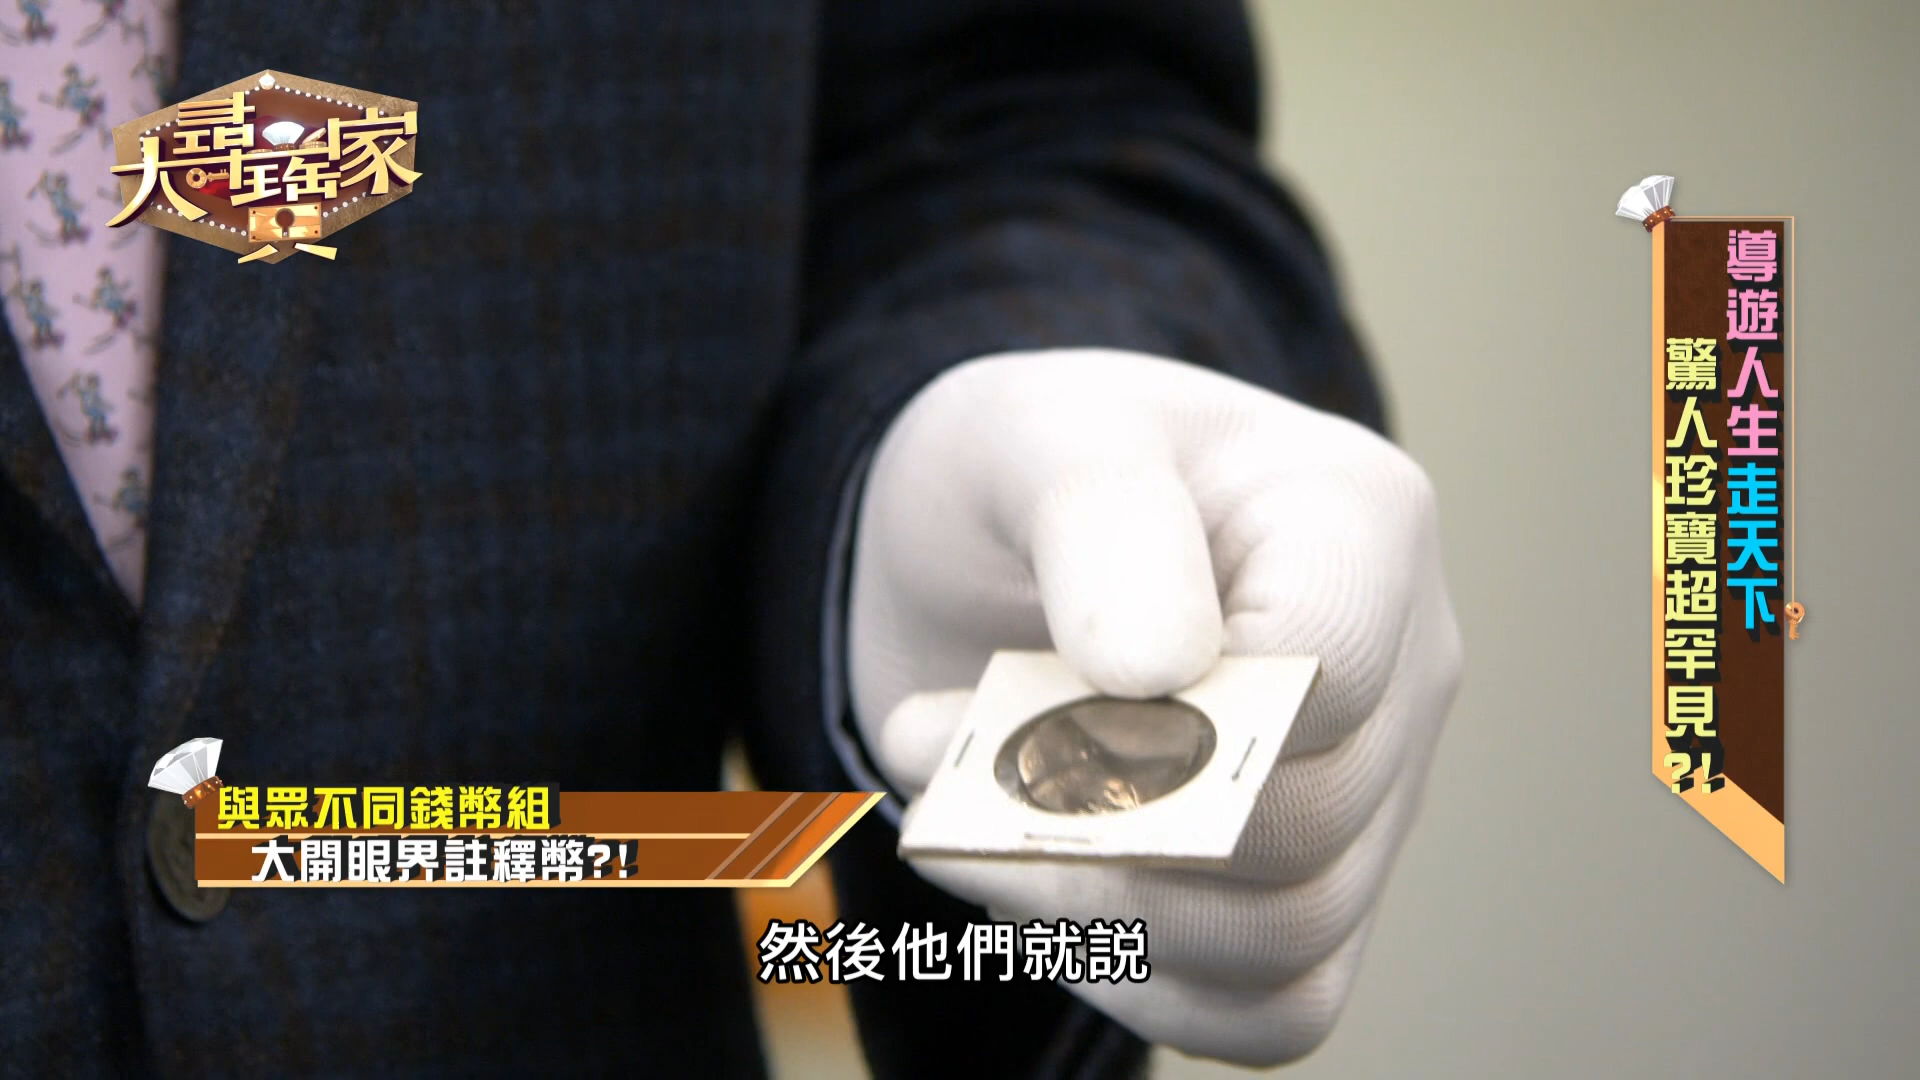 大尋寶家
導遊人生走天下
驚人珍寶超罕見?!
與眾不同錢幣組
大開眼界註釋幣?!
然後他們就説